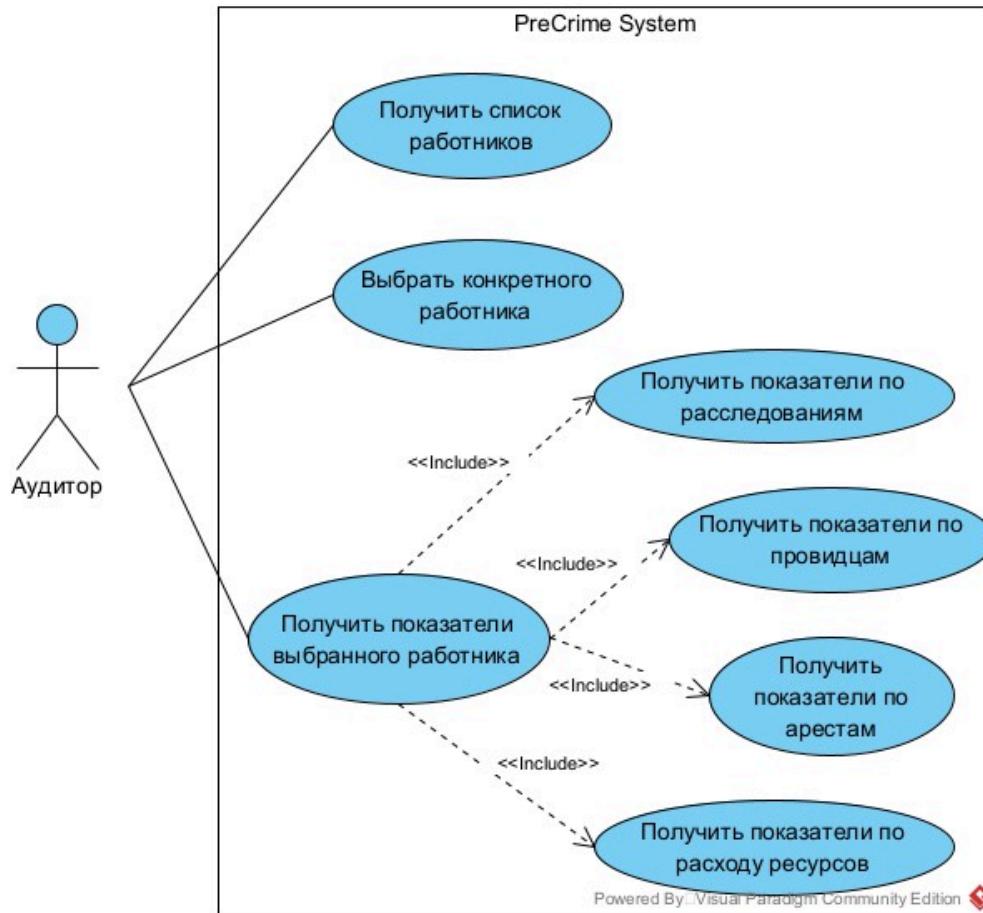 PreCrime System
Получить список
работников
Выбрать конкретного
работника
Получить показатели по
расследованиям
<<Include>>
Аудитор
Получить показатели по
провидцам
<<Include>>
Получить показатели
выбранного работника
Получить
показатели по
арестам
<<Include>>
<<Include>>
Получить показатели по
расходу ресурсов
Powered By Visual Paradigm Community Edition